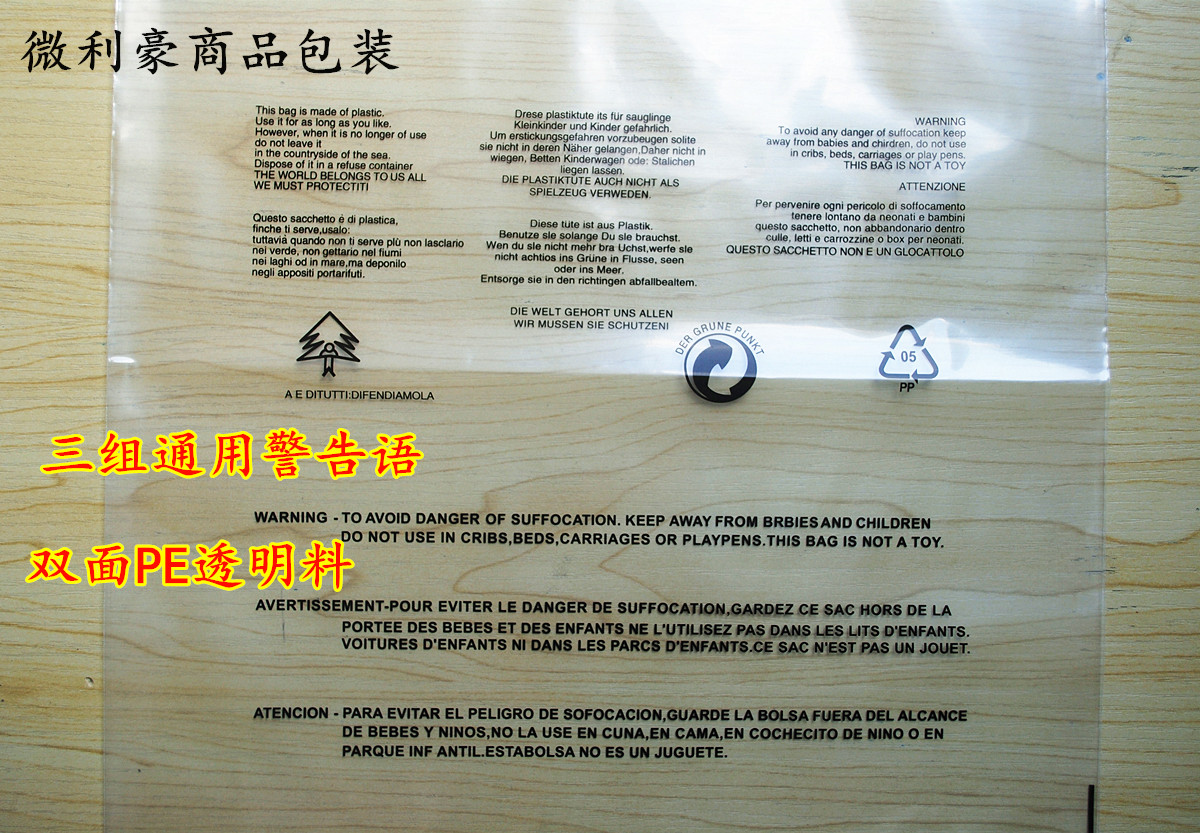 微利豪商品包装
This bag is made of plastic.
Use it for as long as you like.
However, when it is no longer of use
do not leave it
in the countryside of the sea.
Dispose of it in a refuse container
THE WORLD BELONGS TO US ALL
WE MUST PROTECTITI
Questo sacchetto é di plastica,
finche ti serve,usalo:
tuttaviá quando non ti serve plù non lasclario
nel verde, non gettario nel fiumi
nei laghi od in mare,ma deponilo
negli appositi portarifuti.
A E DITUTTI:DIFENDIAMOLA
Drese plastiktute its für sauglinge
Kleinkinder und Kinder gefahrlich.
Um erstickungsgefahren vorzubeugen solite
sie nicht in deren Näher gelangen,Daher nicht in
wiegen, Betten Kinderwagen ode: Stalichen
liegen lassen.
DIE PLASTIKTÜTE AUCH NICHT ALS
SPIELZEUG VERWEDEN.
Diese tüte ist aus Plastik.
Benutze sle solange Du sle brauchst.
Wen du sle nicht mehr bra Uchst,werfe sle
nicht achtlos ins Grüne in Flusse, seen
oder ins Meer.
Entsorge sie in den richtingen abfallbealtem.
DIE WELT GEHORT UNS ALLEN
WIR MUSSEN SIE SCHUTZENI
DER GRÜNE PUNKT
WARNING
To avoid any danger of suffocation keep
away from babies and chirdren, do not use
in cribs, beds, carriages or play pens.
THIS BAG IS NOT A TOY
ATTENZIONE
Per pervenire ogni pericolo di soffocamento
tenere lontano da neonati e bambini
questo sacchetto, non abbandonario dentro
culle, letti e carrozzine o box per neonati.
QUESTO SACCHETTO NON E UN GLOCATTOLO
05
PP
三组通用警告语
WARNING - TO AVOID DANGER OF SUFFOCATION. KEEP AWAY FROM BRBIES AND CHILDREN
DO NOT USE IN CRIBS,BEDS,CARRIAGES OR PLAYPENS.THIS BAG IS NOT A TOY.
双面PE透明料
AVERTISSEMENT-POUR EVITER LE DANGER DE SUFFOCATION,GARDEZ CE SAC HORS DE LA
PORTEE DES BEBES ET DES ENFANTS NE L'UTILISEZ PAS DANS LES LITS D'ENFANTS.
VOITURES D'ENFANTS NI DANS LES PARCS D'ENFANTS.CE SAC N'EST PAS UN JOUET.
ATENCION - PARA EVITAR EL PELIGRO DE SOFOCACION,GUARDE LA BOLSA FUERA DEL ALCANCE
DE BEBES Y NINOS,NO LA USE EN CUNA,EN CAMA,EN COCHECITO DE NINO O EN
PARQUE INF ANTIL.ESTABOLSA NO ES UN JUGUETE.